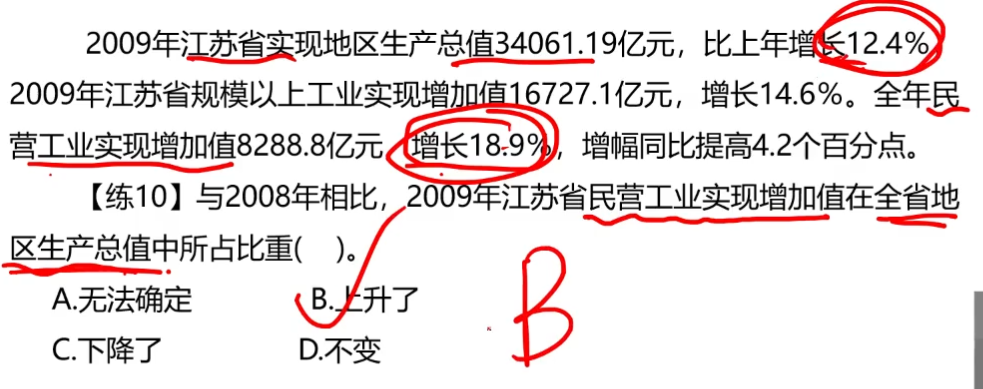 2009年江苏省实现地区生产总值34061.19亿元，比上年增长12.4%，
2009年江苏省规模以上工业实现增加值16727.1亿元，增长14.6%。全年民
营工业实现增加值8288.8亿元，增长18.9%，增幅同比提高4.2个百分点。
【练10】与2008年相比，2009年江苏省民营工业实现增加值在全省地
区生产总值中所占比重( )。
A.无法确定 B.上升了
C.下降了 D.不变
B